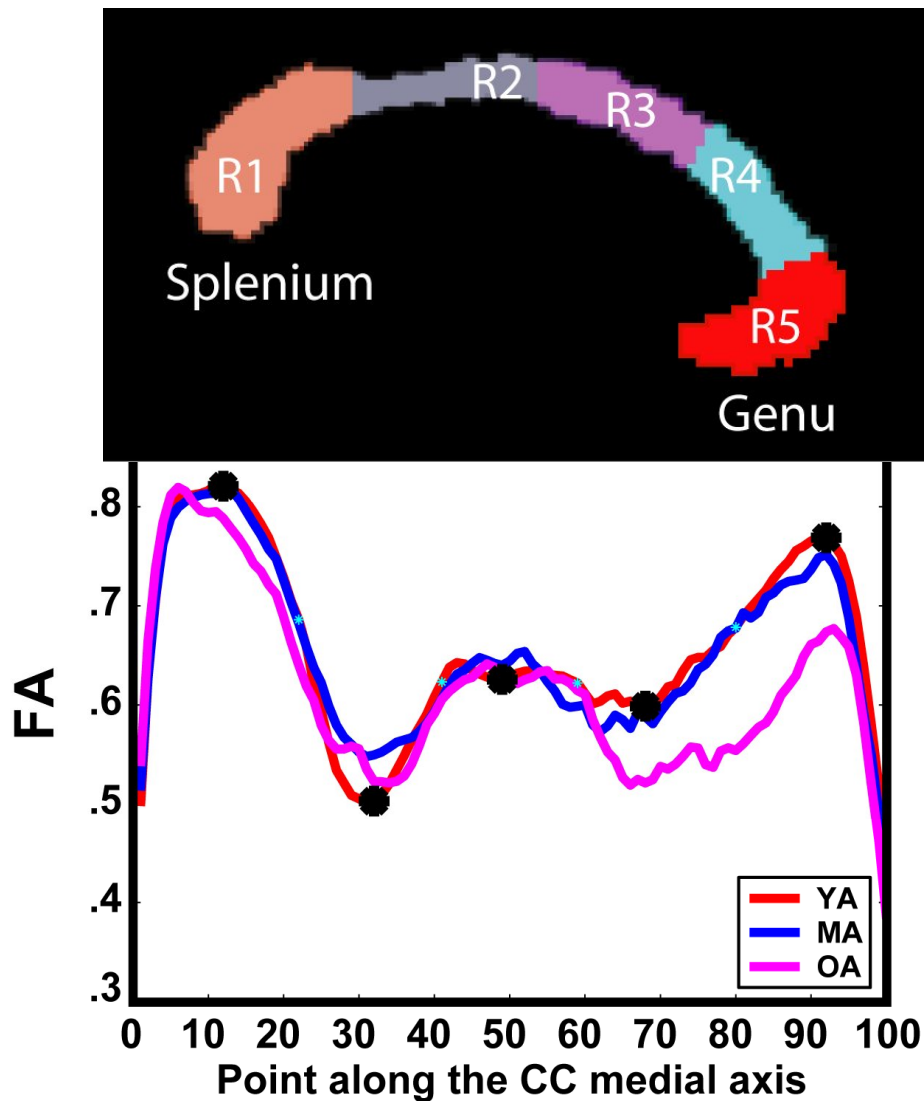 R2
R3
R1
R4
Splenium
R5
Genu
.8
.7
.6
.5
.4
.3
FA
YA
MA
OA
0 10 20 30 40 50 60 70 80 90 100
Point along the CC medial axis